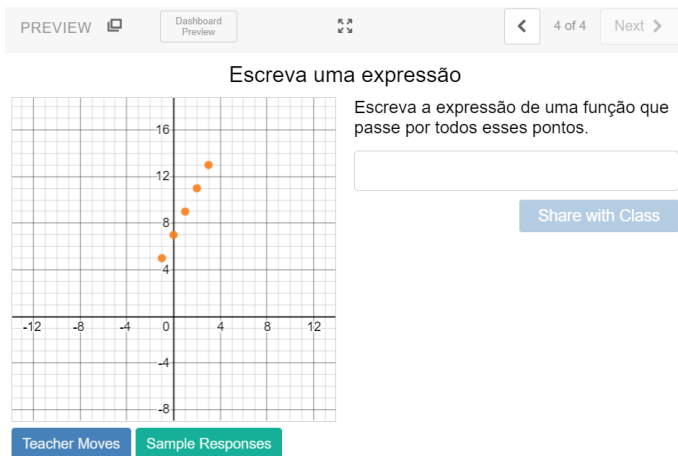 PREVIEW
Dashboard
Preview
4 of 4
Next
Escreva uma expressão
Escreva a expressão de uma função que
passe por todos esses pontos.
Share with Class
16
12
8
4
-12 -8 -4 0 4 8 12
-4
-8
Teacher Moves
Sample Responses